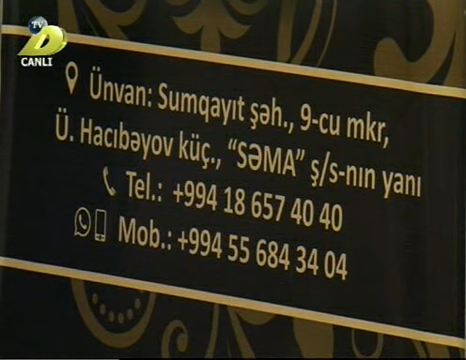 TV
D
CANLI
Ünvan: Sumqayıt şəh., 9-cu mkr,
Ü. Hacıbəyov küç., “SƏMA” ş/s-nın yanı
Tel.: +994 18 657 40 40
Mob.: +994 55 684 34 04